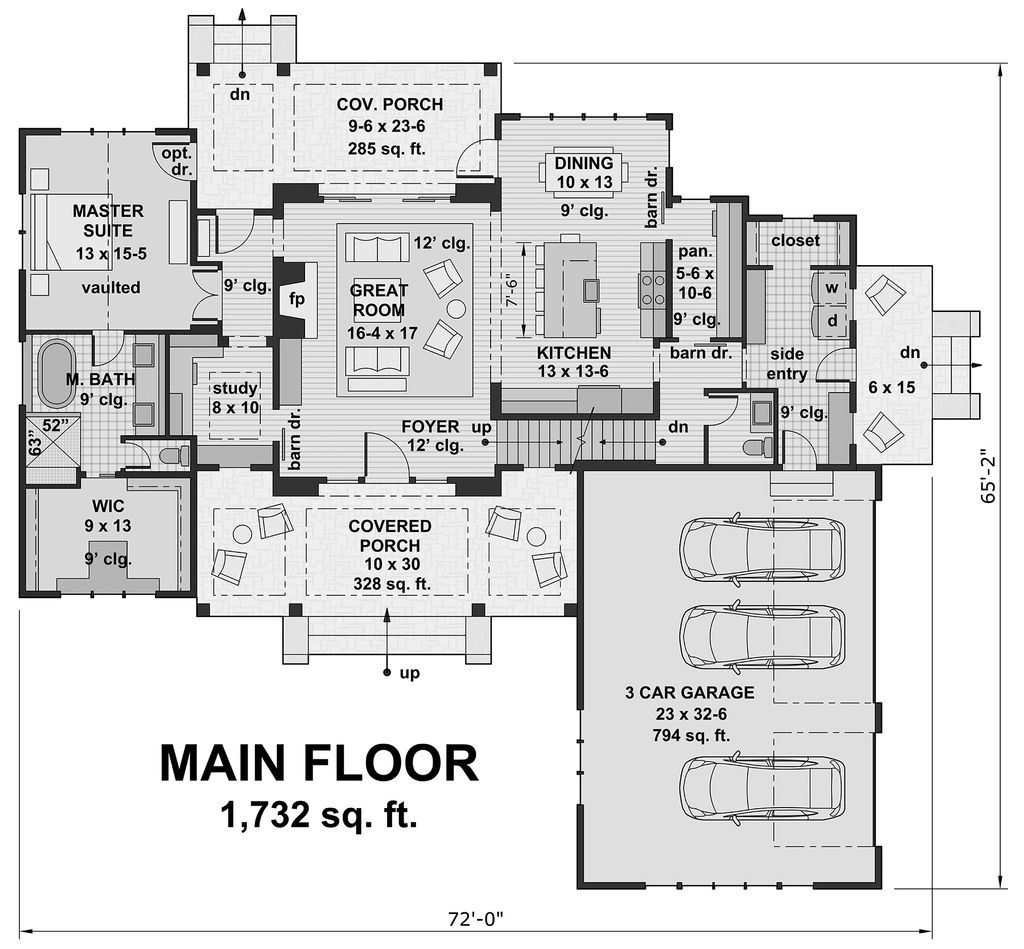 dn
COV. PORCH
9-6 x 23-6
285 sq. ft.
opt.
dr.
MASTER
SUITE
13 x 15-5
vaulted
9’ clg.
fp
12’ clg.
GREAT
ROOM
16-4 x 17
DINING
10 x 13
9’ clg.
barn dr.
7'-6"
KITCHEN
13 x 13-6
pan.
5-6 x
10-6
9’ clg.
barn dr.
closet
w
d
side
entry
9’ clg.
dn
6 x 15
M. BATH
9’ clg.
52”
63”
study
8 x 10
barn dr.
FOYER
12’ clg.
up
dn
WIC
9 x 13
9’ clg.
COVERED
PORCH
10 x 30
328 sq. ft.
up
3 CAR GARAGE
23 x 32-6
794 sq. ft.
65'-2"
MAIN FLOOR
1,732 sq. ft.
72'-0"